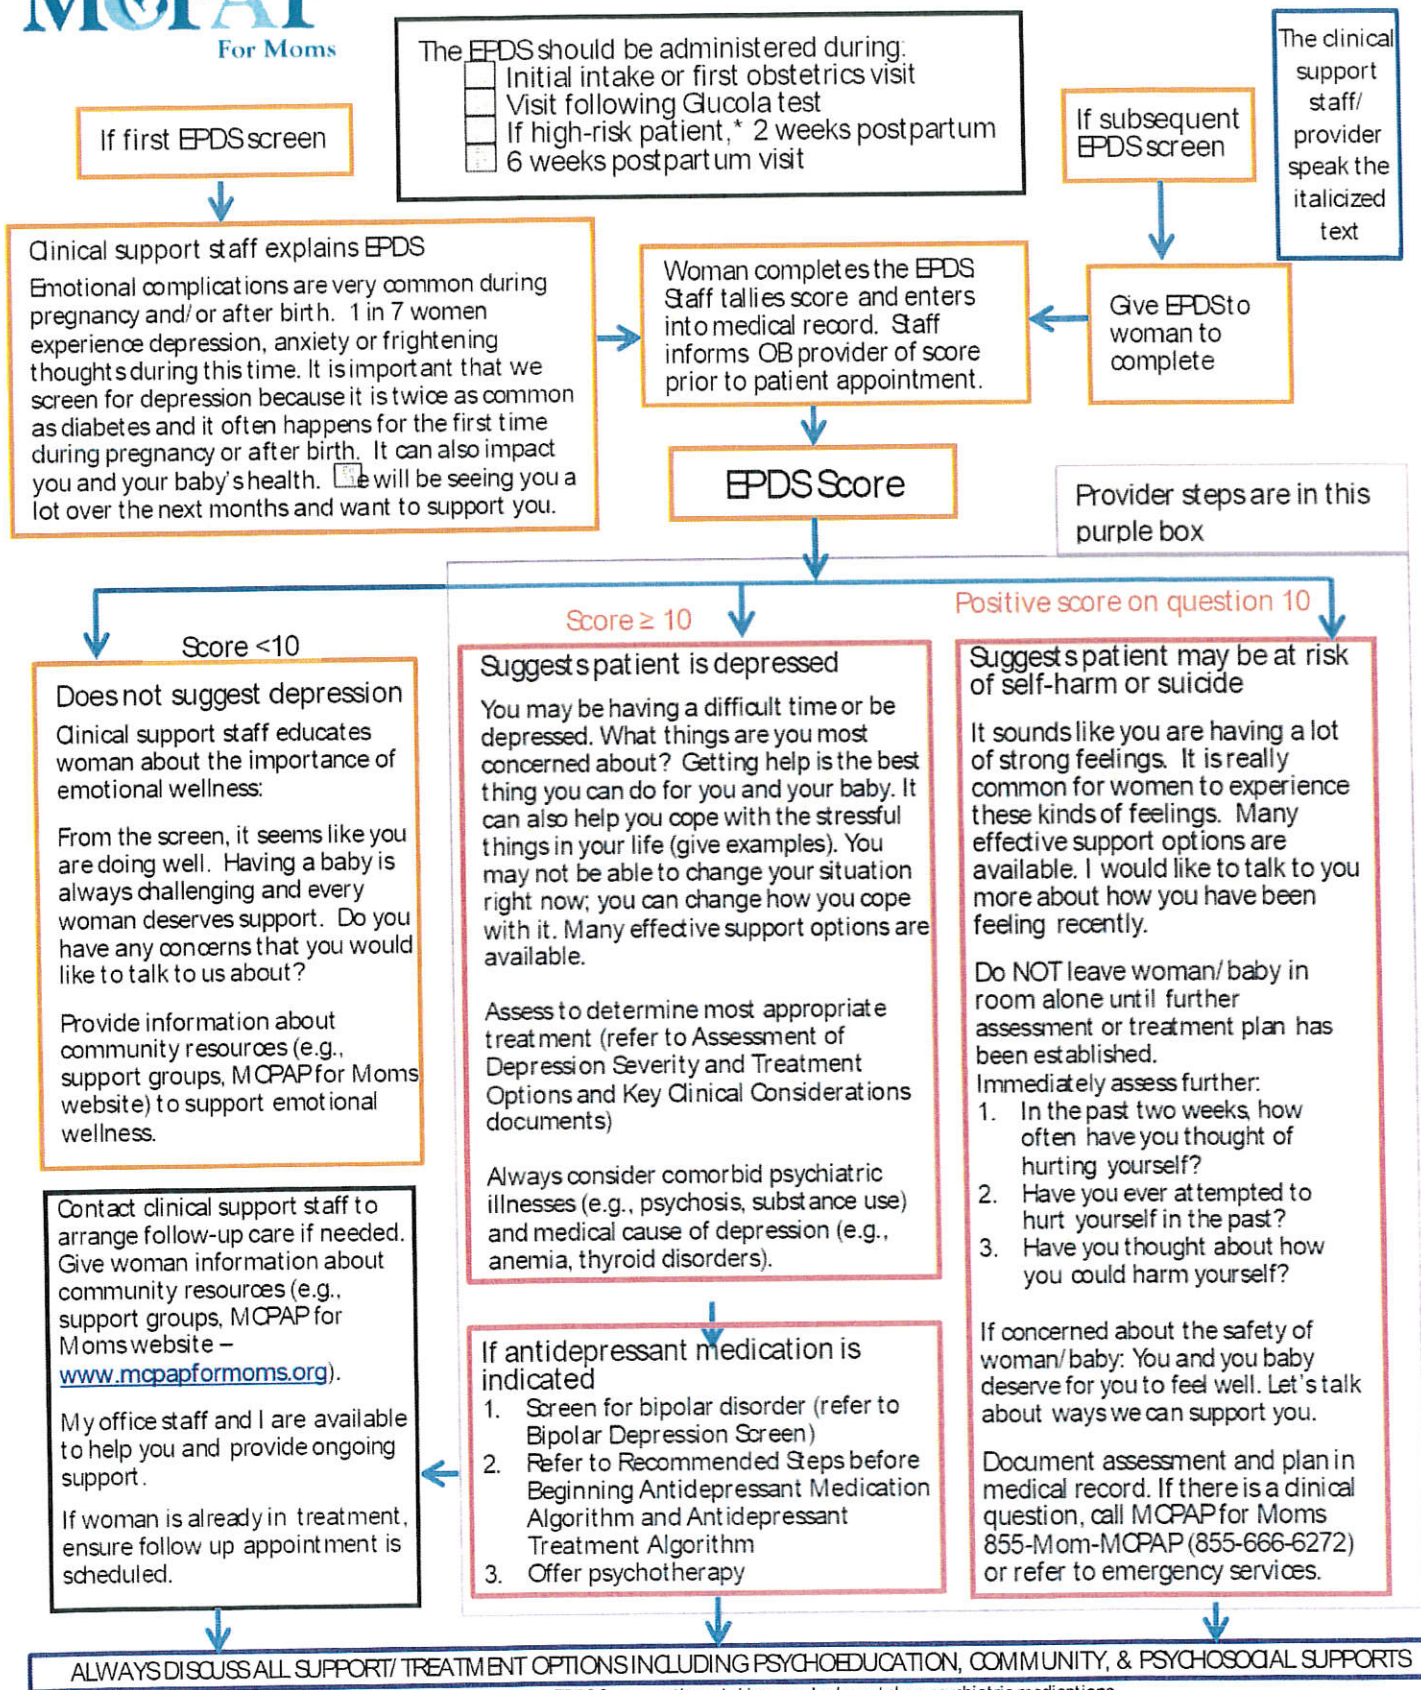 For Moms
The EPDS should be administered during:
Initial intake or first obstetrics visit
Visit following Glucola test
If high-risk patient,* 2 weeks postpartum
6 weeks postpartum visit
The clinical
support
staff/
provider
speak the
italicized
text
If first EPDS screen
If subsequent
EPDS screen
Clinical support staff explains EPDS
Emotional complications are very common during
pregnancy and/or after birth. 1 in 7 women
experience depression, anxiety or frightening
thoughts during this time. It is important that we
screen for depression because it is twice as common
as diabetes and it often happens for the first time
during pregnancy or after birth. It can also impact
you and your baby's health. will be seeing you a
lot over the next months and want to support you.
Woman completes the EPDS
Staff tallies score and enters
into medical record. Staff
informs OB provider of score
prior to patient appointment.
Give EPDS to
woman to
complete
EPDS Score
Provider steps are in this
purple box
Score <10
Does not suggest depression
Clinical support staff educates
woman about the importance of
emotional wellness:
From the screen, it seems like you
are doing well. Having a baby is
always challenging and every
woman deserves support. Do you
have any concerns that you would
like to talk to us about?
Provide information about
community resources (e.g.,
support groups, MCPAP for Moms
website) to support emotional
wellness.
Score ≥ 10
Suggests patient is depressed
You may be having a difficult time or be
depressed. What things are you most
concerned about? Getting help is the best
thing you can do for you and your baby. It
can also help you cope with the stressful
things in your life (give examples). You
may not be able to change your situation
right now; you can change how you cope
with it. Many effective support options are
available.
Assess to determine most appropriate
treatment (refer to Assessment of
Depression Severity and Treatment
Options and Key Clinical Considerations
documents)
Always consider comorbid psychiatric
illnesses (e.g., psychosis, substance use)
and medical cause of depression (e.g.,
anemia, thyroid disorders).
Positive score on question 10
Suggests patient may be at risk
of self-harm or suicide
It sounds like you are having a lot
of strong feelings. It is really
common for women to experience
these kinds of feelings. Many
effective support options are
available. I would like to talk to you
more about how you have been
feeling recently.
Do NOT leave woman/baby in
room alone until further
assessment or treatment plan has
been established.
Immediately assess further:
1. In the past two weeks, how
often have you thought of
hurting yourself?
2. Have you ever attempted to
hurt yourself in the past?
3. Have you thought about how
you could harm yourself?
If concerned about the safety of
woman/baby: You and you baby
deserve for you to feel well. Let's talk
about ways we can support you.
Document assessment and plan in
medical record. If there is a clinical
question, call MCPAP for Moms
855-Mom-MCPAP (855-666-6272)
or refer to emergency services.
Contact clinical support staff to
arrange follow-up care if needed.
Give woman information about
community resources (e.g.,
support groups, MCPAP for
Moms website –
www.mcpapformoms.org).
My office staff and I are available
to help you and provide ongoing
support.
If woman is already in treatment,
ensure follow up appointment is
scheduled.
If antidepressant medication is
indicated
1. Screen for bipolar disorder (refer to
Bipolar Depression Screen)
2. Refer to Recommended Steps before
Beginning Antidepressant Medication
Algorithm and Antidepressant
Treatment Algorithm
3. Offer psychotherapy
ALWAYS DISCUSS ALL SUPPORT/ TREATMENT OPTIONS INCLUDING PSYCHOEDUCATION, COMMUNITY, & PSYCHOSOCIAL SUPPORTS